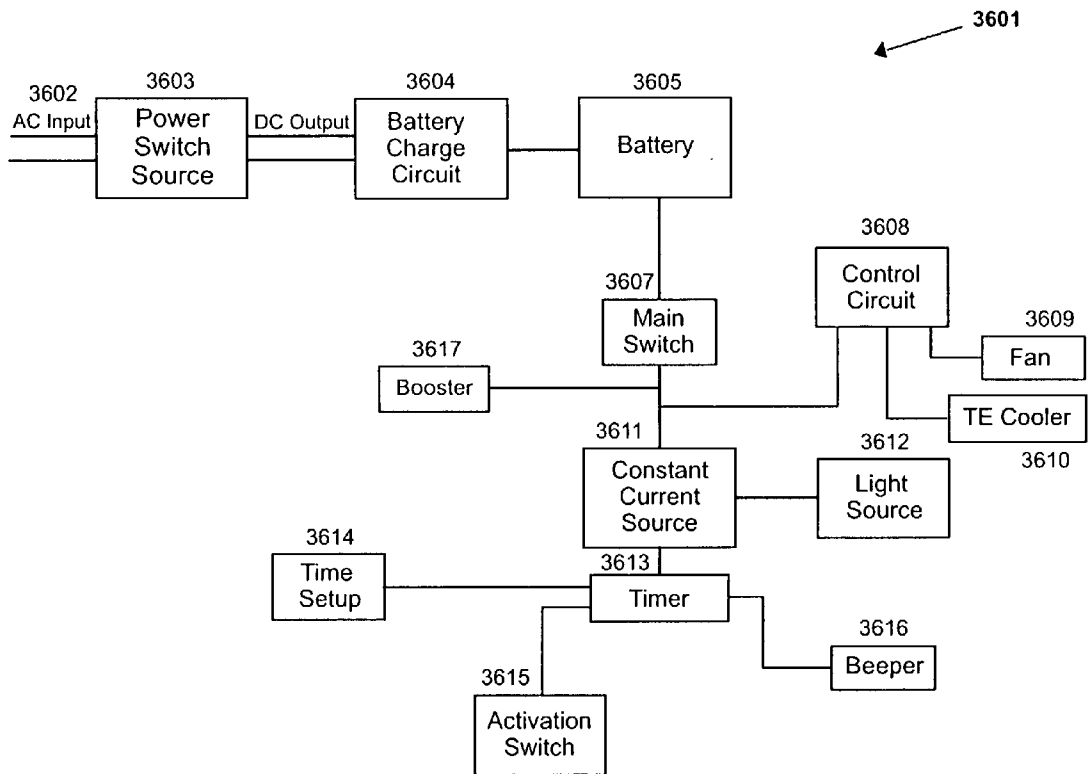 3601
3602
AC Input
3603
Power
Switch
Source
DC Output
3604
Battery
Charge
Circuit
3605
Battery
3607
Main
Switch
3608
Control
Circuit
3609
Fan
TE Cooler
3610
3617
Booster
3611
Constant
Current
Source
3612
Light
Source
3613
Timer
3614
Time
Setup
3615
Activation
Switch
3616
Beeper